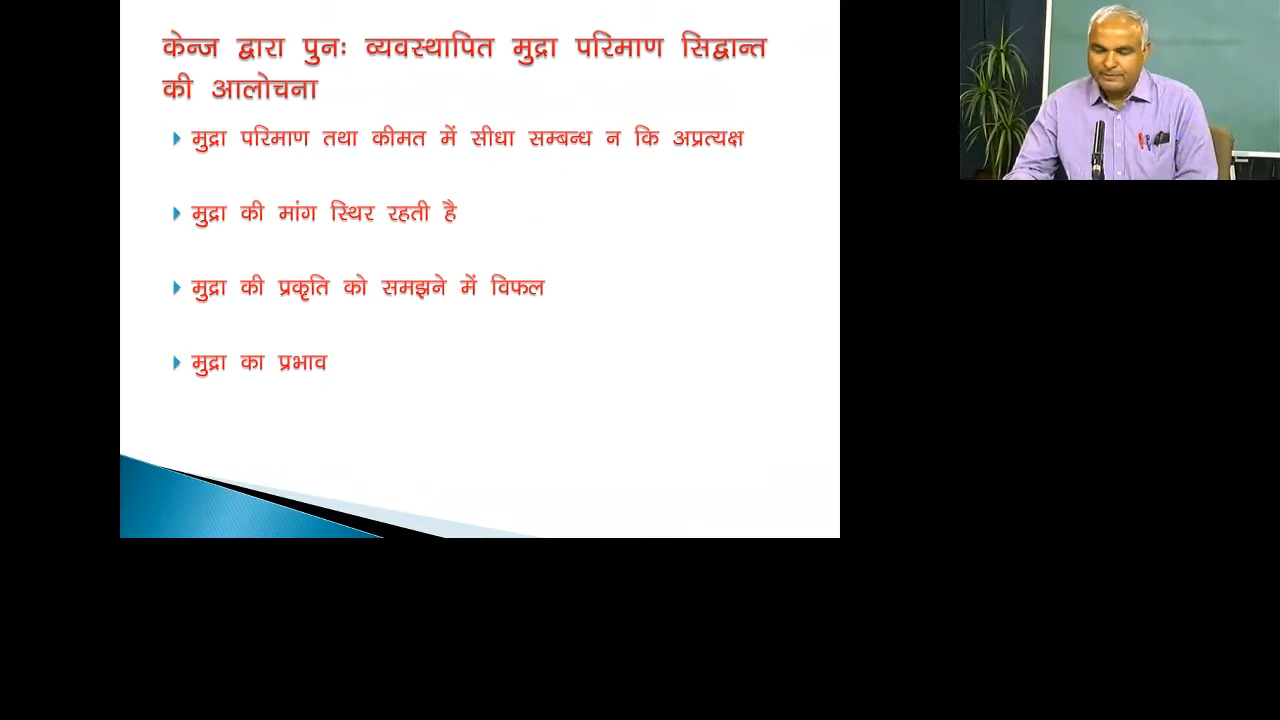 केन्ज द्वारा पुनः व्यवस्थापित मुद्रा परिमाण सिद्वान्त
की आलोचना
मुद्रा परिमाण तथा कीमत में सीधा सम्बन्ध न कि अप्रत्यक्ष
मुद्रा की मांग स्थिर रहती है
मुद्रा की प्रकृति को समझने में विफल
मुद्रा का प्रभाव